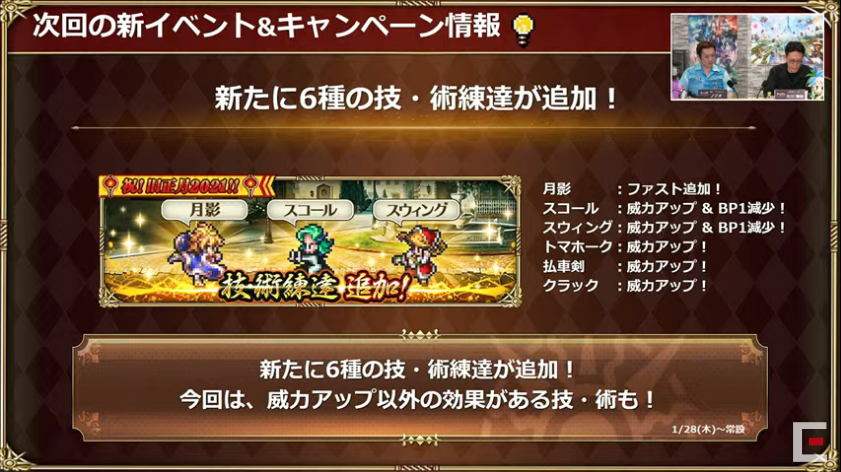 次回の新イベント&キャンペーン情報
新たに6種の技・術練達が追加！
祝！旧正月2021!!
月影
スコール
スウィング
技術練達 追加！
月影　：ファスト追加！
スコール　：威力アップ & BP1減少！
スウィング：威力アップ & BP1減少！
トマホーク：威力アップ！
払車剣　：威力アップ！
クラック　：威力アップ！
新たに6種の技・術練達が追加！
今回は、威力アップ以外の効果がある技・術も！
1/28(木)～常設